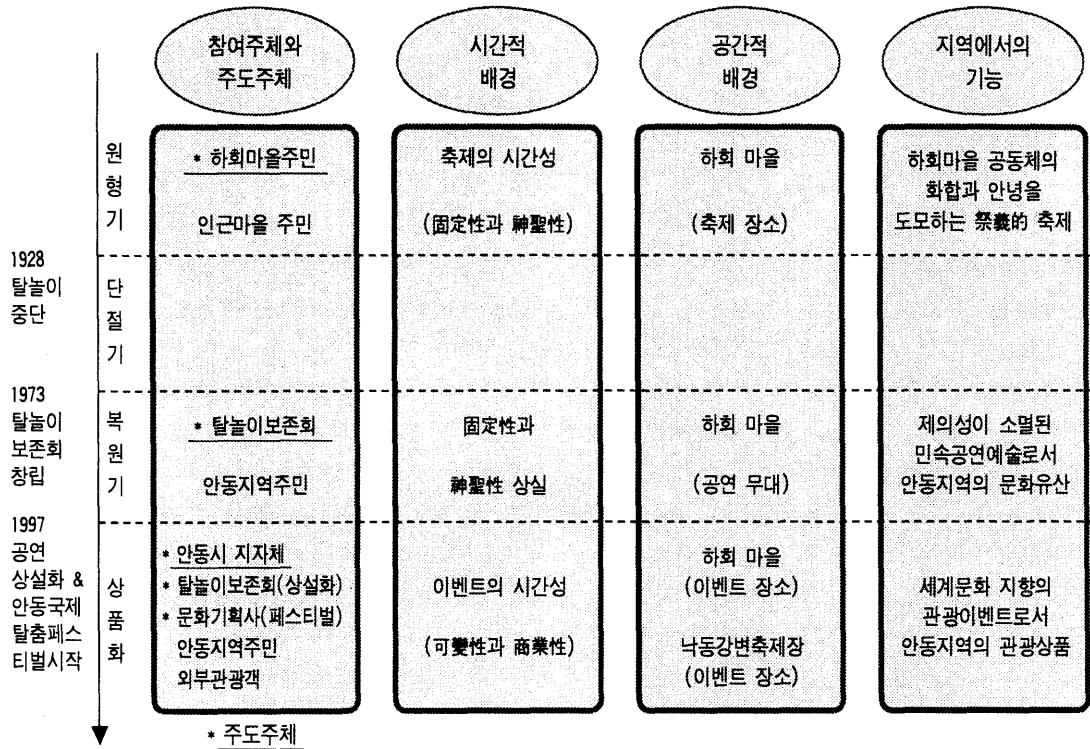 참여주체와
주도주체
시간적
배경
공간적
배경
지역에서의
기능
원형기
* 하회마을주민
인근마을 주민
축제의 시간성
(固定性과 神聖性)
하회 마을
(축제 장소)
하회마을 공동체의
화합과 안녕을
도모하는 祭義的 축제
1928
탈놀이
중단
단절기
1973
탈놀이
보존회
창립
복원기
* 탈놀이보존회
안동지역주민
固定性과
神聖性 상실
하회 마을
(공연 무대)
제의성이 소멸된
민속공연예술로서
안동지역의 문화유산
1997
공연
상설화 &
안동국제
탈춤페스
티벌시작
상품화
* 안동시 지자체
* 탈놀이보존회(상설화)
* 문화기획사(페스티벌)
안동지역주민
외부관광객
이벤트의 시간성
(可變性과 商業性)
하회 마을
(이벤트 장소)
낙동강변축제장
(이벤트 장소)
세계문화 지향의
관광이벤트로서
안동지역의 관광상품
* 주도주체